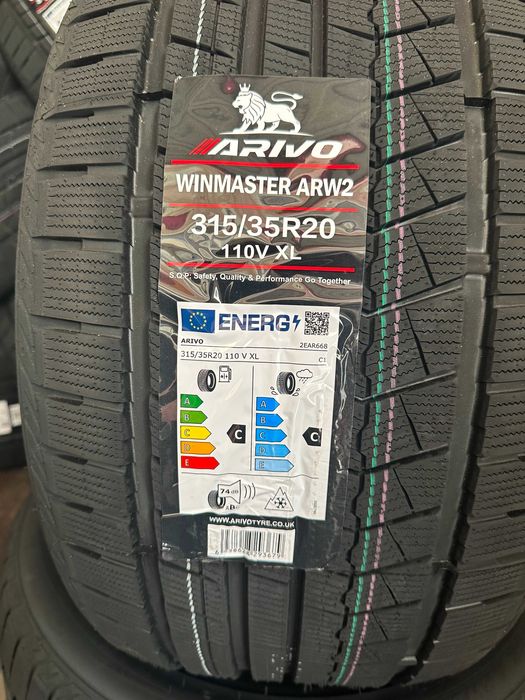 ARIVO
WINMASTER ARW2
315/35R20
110V XL
S.Q.P: Safety, Quality & Performance Go Together
ENERG
ARIVO 2EAR668
315/35R20 110 V XL C1
A A
B B
C C C C
D D
E E
74 dB
WWW.ARIVOTYRE.CO.UK